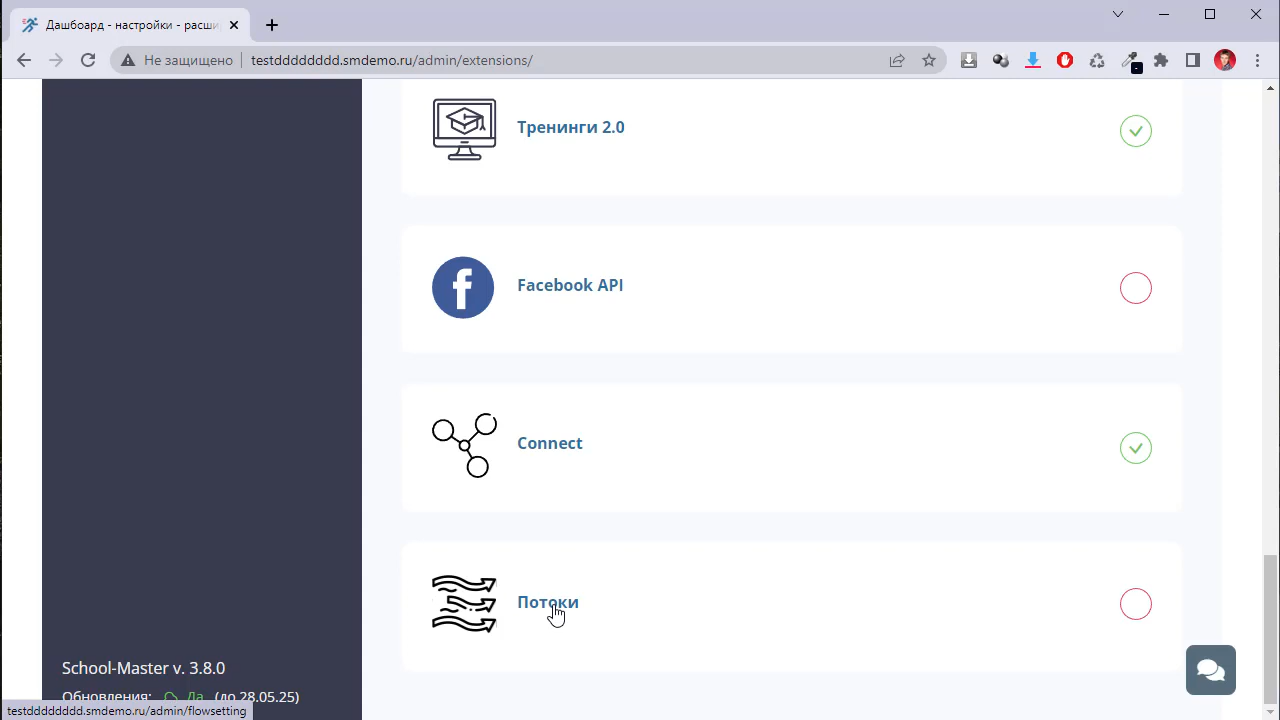 Дашбоард - настройки - расши
Не защищено
testdddddddd.smdemo.ru/admin/extensions/
Тренинги 2.0
Facebook API
Connect
Потоки
School-Master v. 3.8.0
Обновления: Да (до 28.05.25)
testdddddddd.smdemo.ru/admin/flowsetting